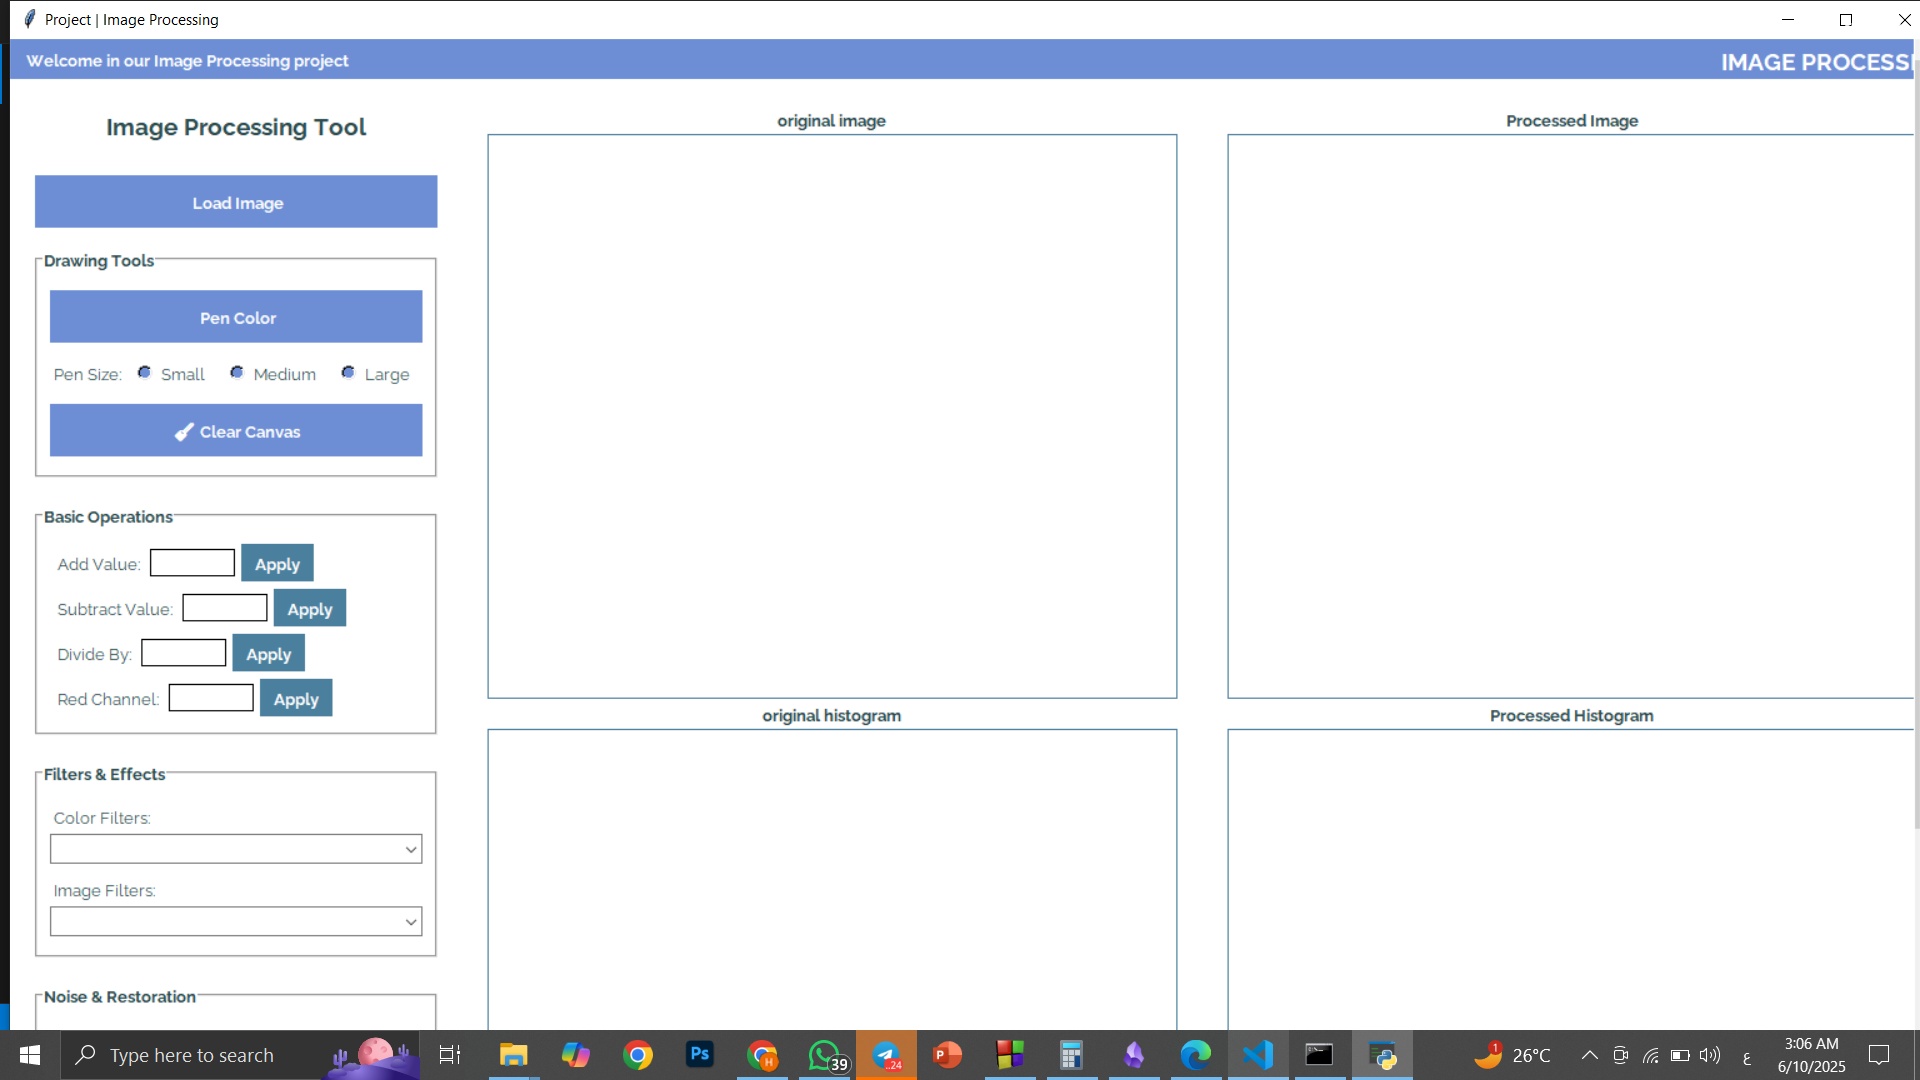 Project | Image Processing
Welcome in our Image Processing project
IMAGE PROCESS
Image Processing Tool
Load Image
Drawing Tools
Pen Color
Pen Size: Small Medium Large
Clear Canvas
Basic Operations
Add Value: Apply
Subtract Value: Apply
Divide By: Apply
Red Channel: Apply
Filters & Effects
Color Filters:
Image Filters:
Noise & Restoration
original image
Processed Image
original histogram
Processed Histogram
Type here to search
Ps
H
39
..24
P
1
26°C
ع
3:06 AM
6/10/2025